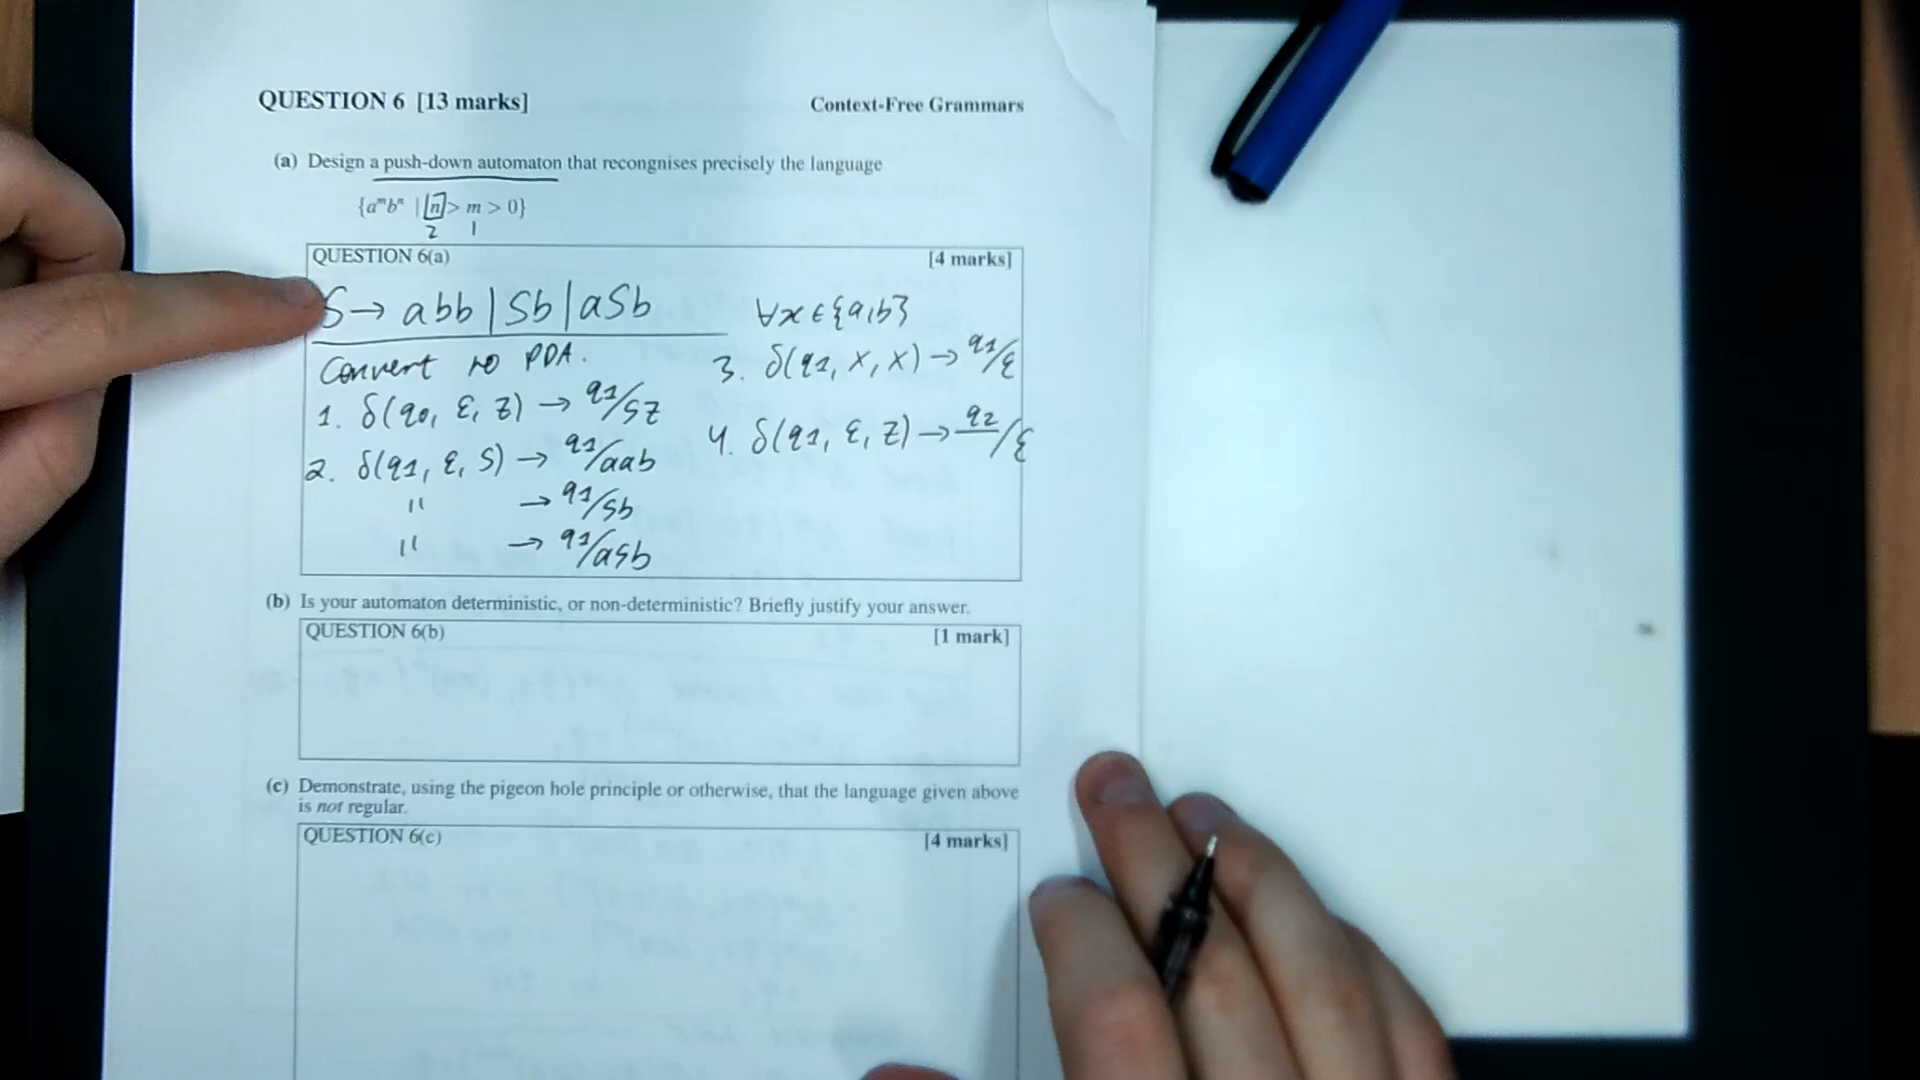 QUESTION 6 [13 marks]
Context-Free Grammars
(a) Design a push-down automaton that recongnises precisely the language
{aᵐbⁿ | n > m > 0}
2 1
QUESTION 6(a)
[4 marks]
S → abb | Sb | aSb
Convert to PDA.
1. δ(q0, ε, Z) → q1/SZ
2. δ(q1, ε, S) → q1/aab
" → q1/Sb
" → q1/aSb
∀x ∈ {a,b}
3. δ(q1, x, x) → q1/ε
4. δ(q1, ε, Z) → q2/ε
(b) Is your automaton deterministic, or non-deterministic? Briefly justify your answer.
QUESTION 6(b)
[1 mark]
(c) Demonstrate, using the pigeon hole principle or otherwise, that the language given above
is not regular.
QUESTION 6(c)
[4 marks]